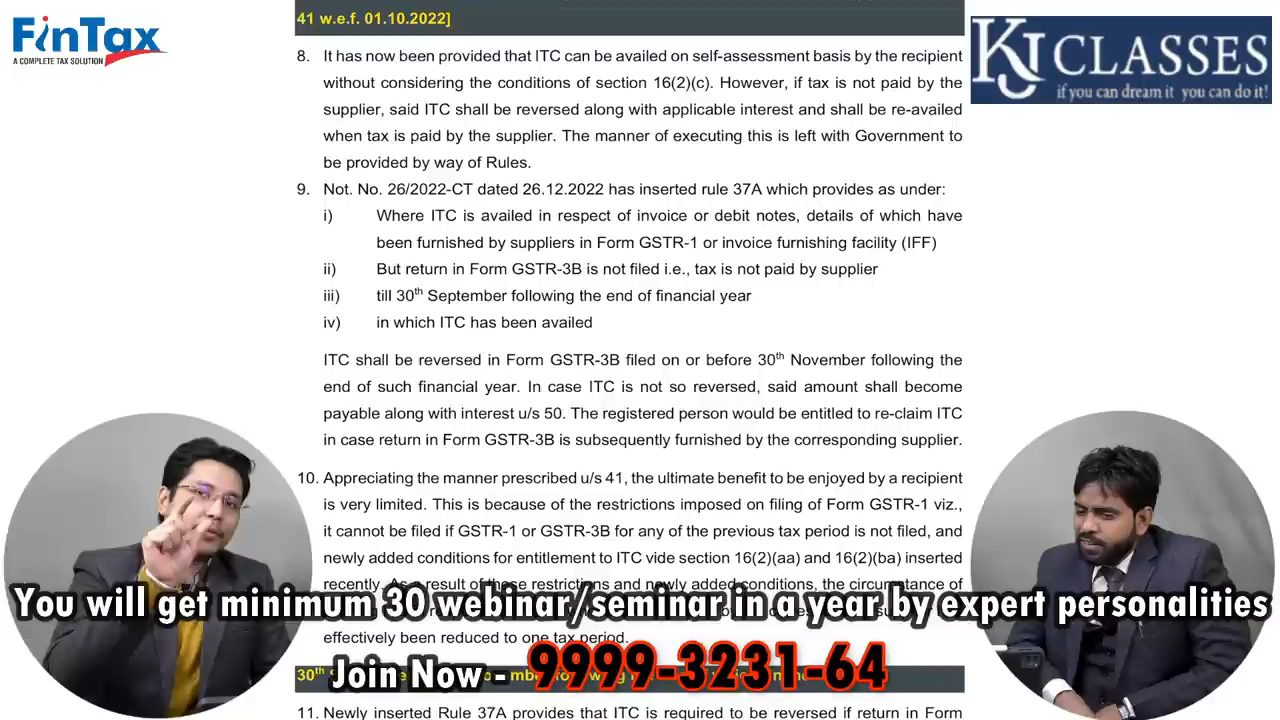 FinTax
A COMPLETE TAX SOLUTION
KJ CLASSES
if you can dream it you can do it!
41 w.e.f. 01.10.2022]
8. It has now been provided that ITC can be availed on self-assessment basis by the recipient
without considering the conditions of section 16(2)(c). However, if tax is not paid by the
supplier, said ITC shall be reversed along with applicable interest and shall be re-availed
when tax is paid by the supplier. The manner of executing this is left with Government to
be provided by way of Rules.
9. Not. No. 26/2022-CT dated 26.12.2022 has inserted rule 37A which provides as under:
i) Where ITC is availed in respect of invoice or debit notes, details of which have
been furnished by suppliers in Form GSTR-1 or invoice furnishing facility (IFF)
ii) But return in Form GSTR-3B is not filed i.e., tax is not paid by supplier
iii) till 30th September following the end of financial year
iv) in which ITC has been availed
ITC shall be reversed in Form GSTR-3B filed on or before 30th November following the
end of such financial year. In case ITC is not so reversed, said amount shall become
payable along with interest u/s 50. The registered person would be entitled to re-claim ITC
in case return in Form GSTR-3B is subsequently furnished by the corresponding supplier.
10. Appreciating the manner prescribed u/s 41, the ultimate benefit to be enjoyed by a recipient
is very limited. This is because of the restrictions imposed on filing of Form GSTR-1 viz.,
it cannot be filed if GSTR-1 or GSTR-3B for any of the previous tax period is not filed, and
newly added conditions for entitlement to ITC vide section 16(2)(aa) and 16(2)(ba) inserted
recently. As a result of these restrictions and newly added conditions, the circumstance of
You will get minimum 30 webinar/seminar in a year by expert personalities
effectively been reduced to one tax period.
Join Now - 9999-3231-64
30th
11. Newly inserted Rule 37A provides that ITC is required to be reversed if return in Form